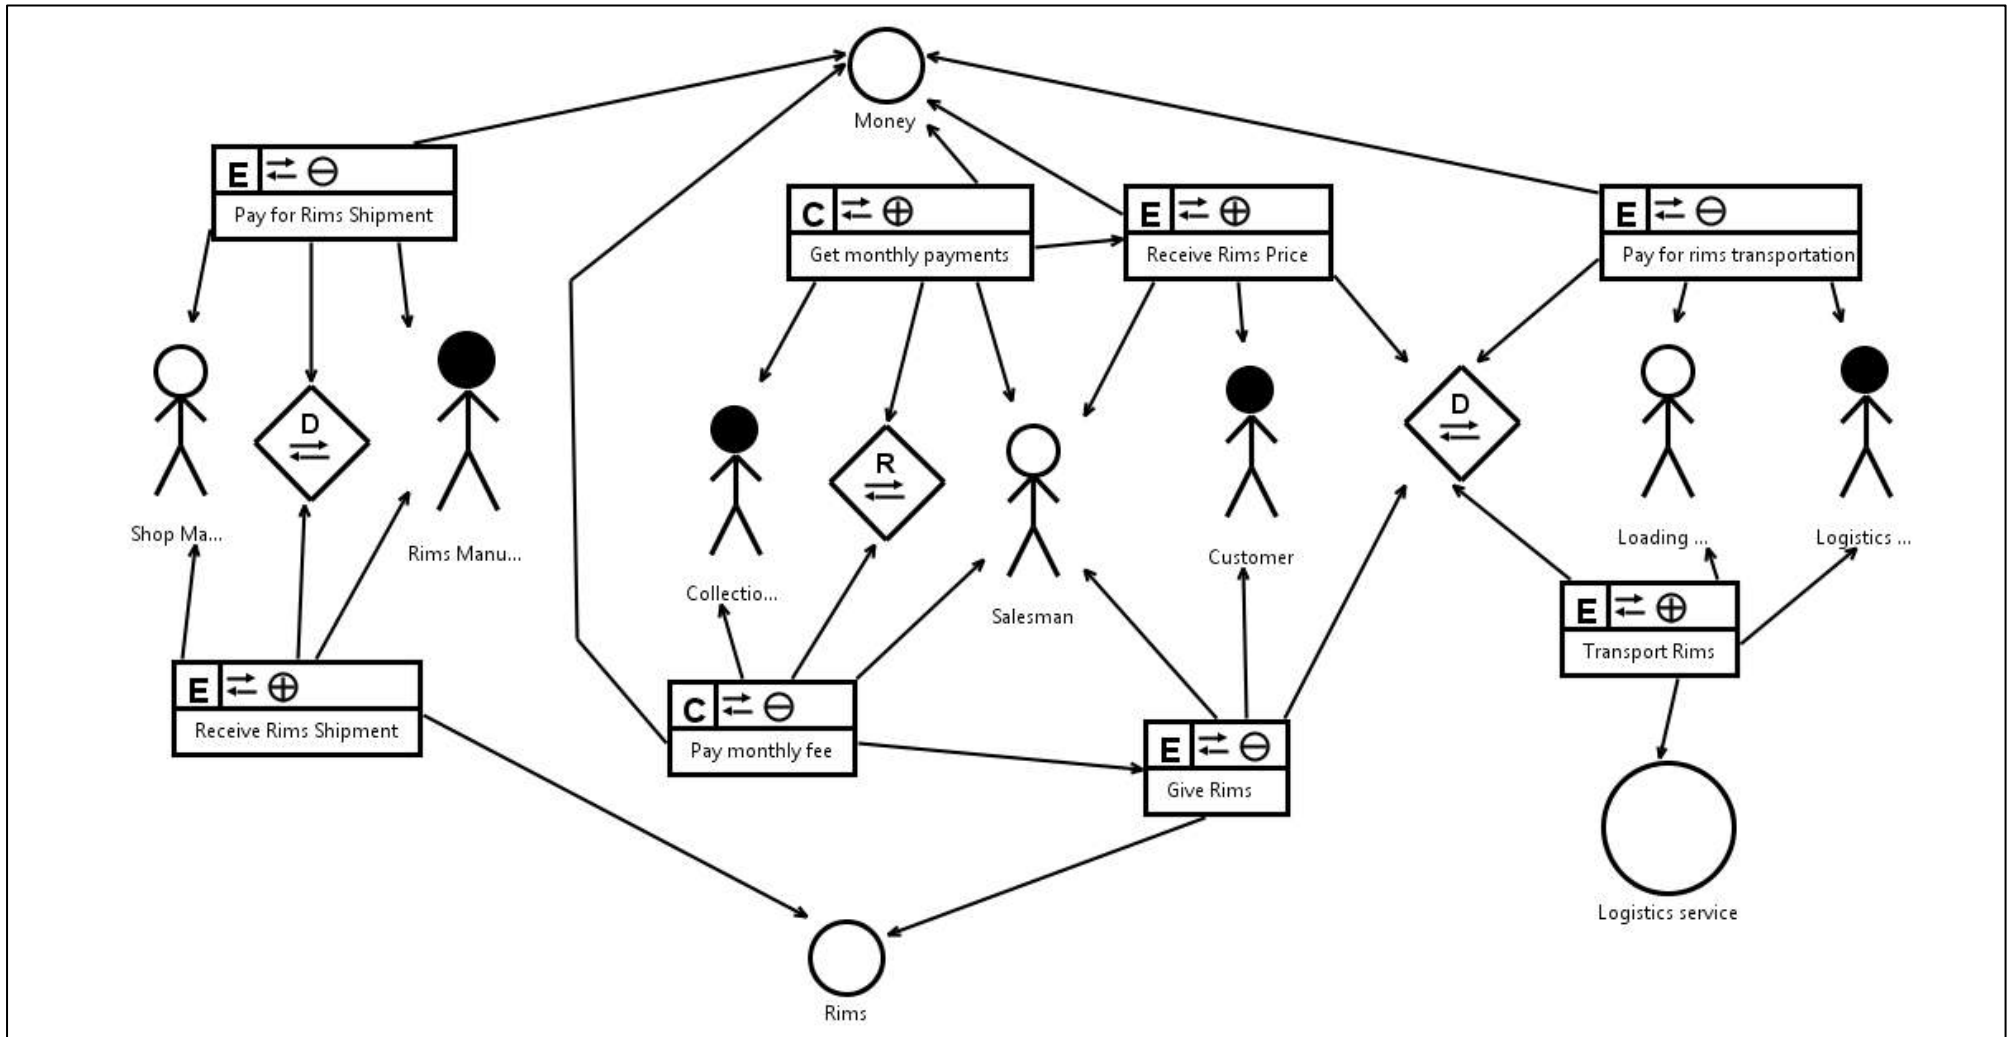 Money
E
Pay for Rims Shipment
C
Get monthly payments
E
Receive Rims Price
E
Pay for rims transportation
D
Shop Ma...
Rims Manu...
R
Collectio...
Salesman
Customer
D
Loading ...
Logistics ...
E
Receive Rims Shipment
C
Pay monthly fee
E
Give Rims
E
Transport Rims
Logistics service
Rims